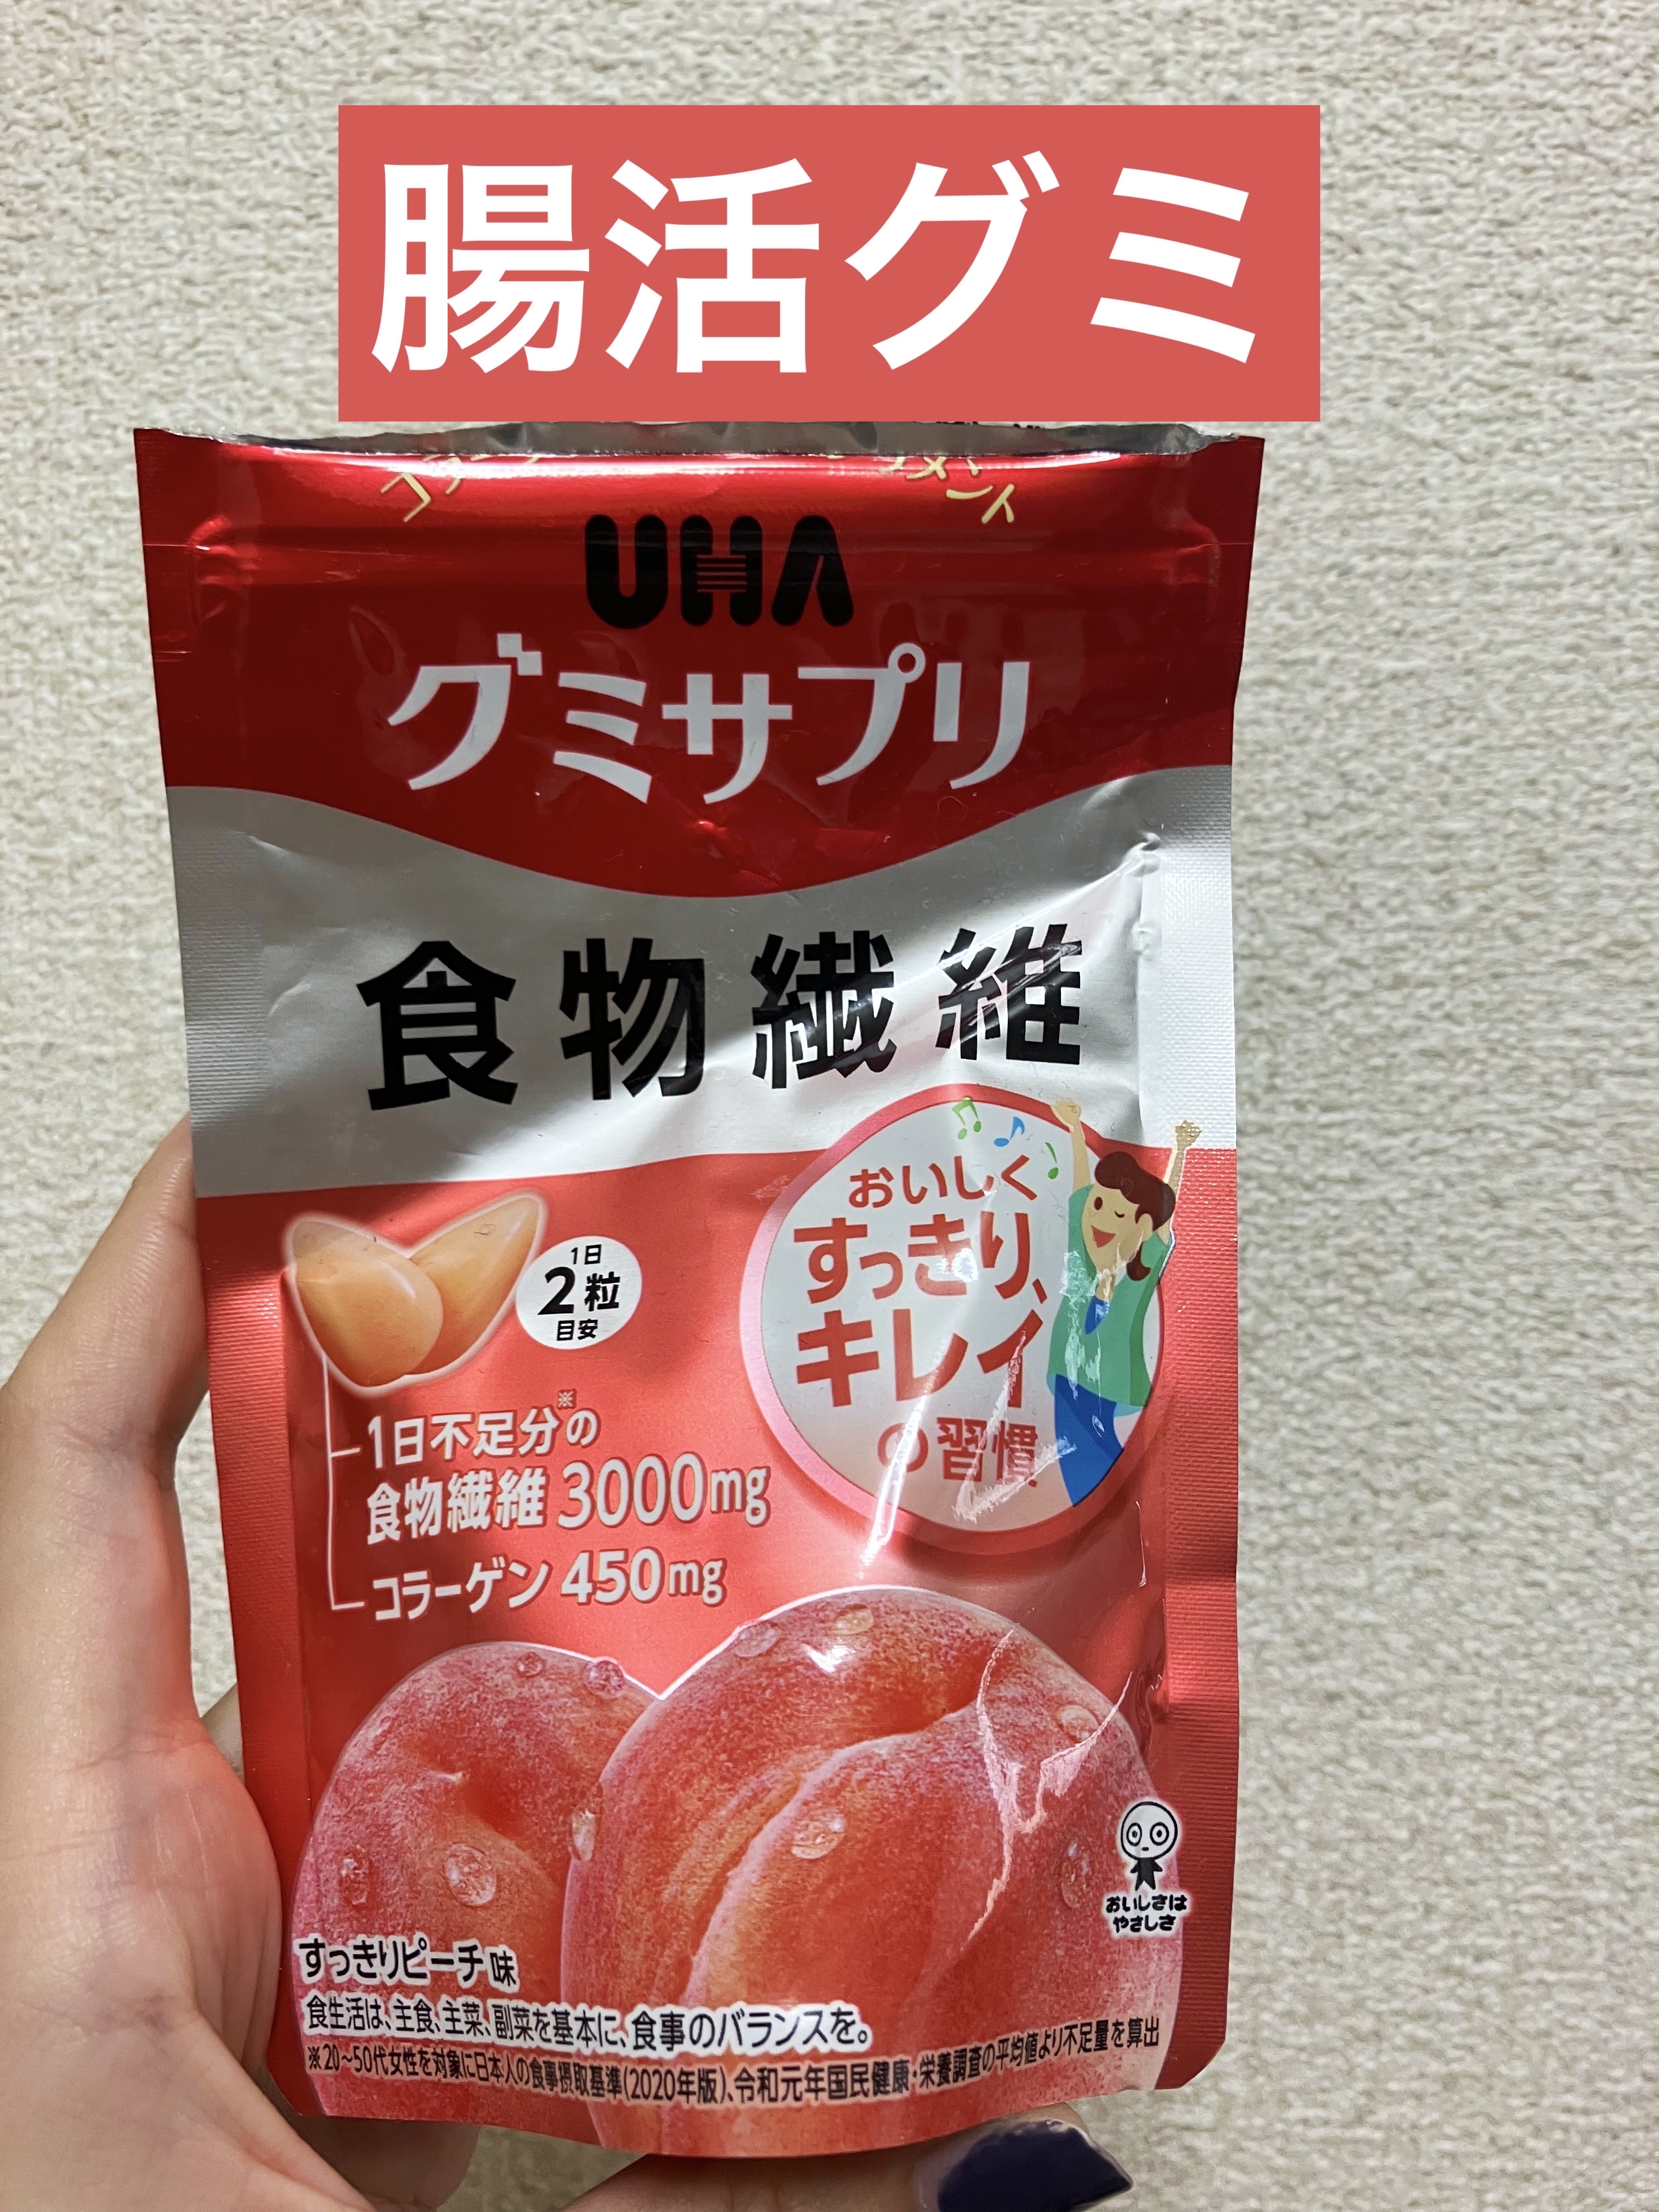 腸活グミ
UHA
グミサプリ
食物繊維
おいしく
すっきり、
キレイ
の習慣
1日
2粒
目安
1日不足分※の
食物繊維 3000mg
コラーゲン 450mg
おいしさは
やさしさ
すっきりピーチ味
食生活は、主食、主菜、副菜を基本に、食事のバランスを。
※20~50代女性を対象に日本人の食事摂取基準(2020年版)、令和元年国民健康・栄養調査の平均値より不足量を算出